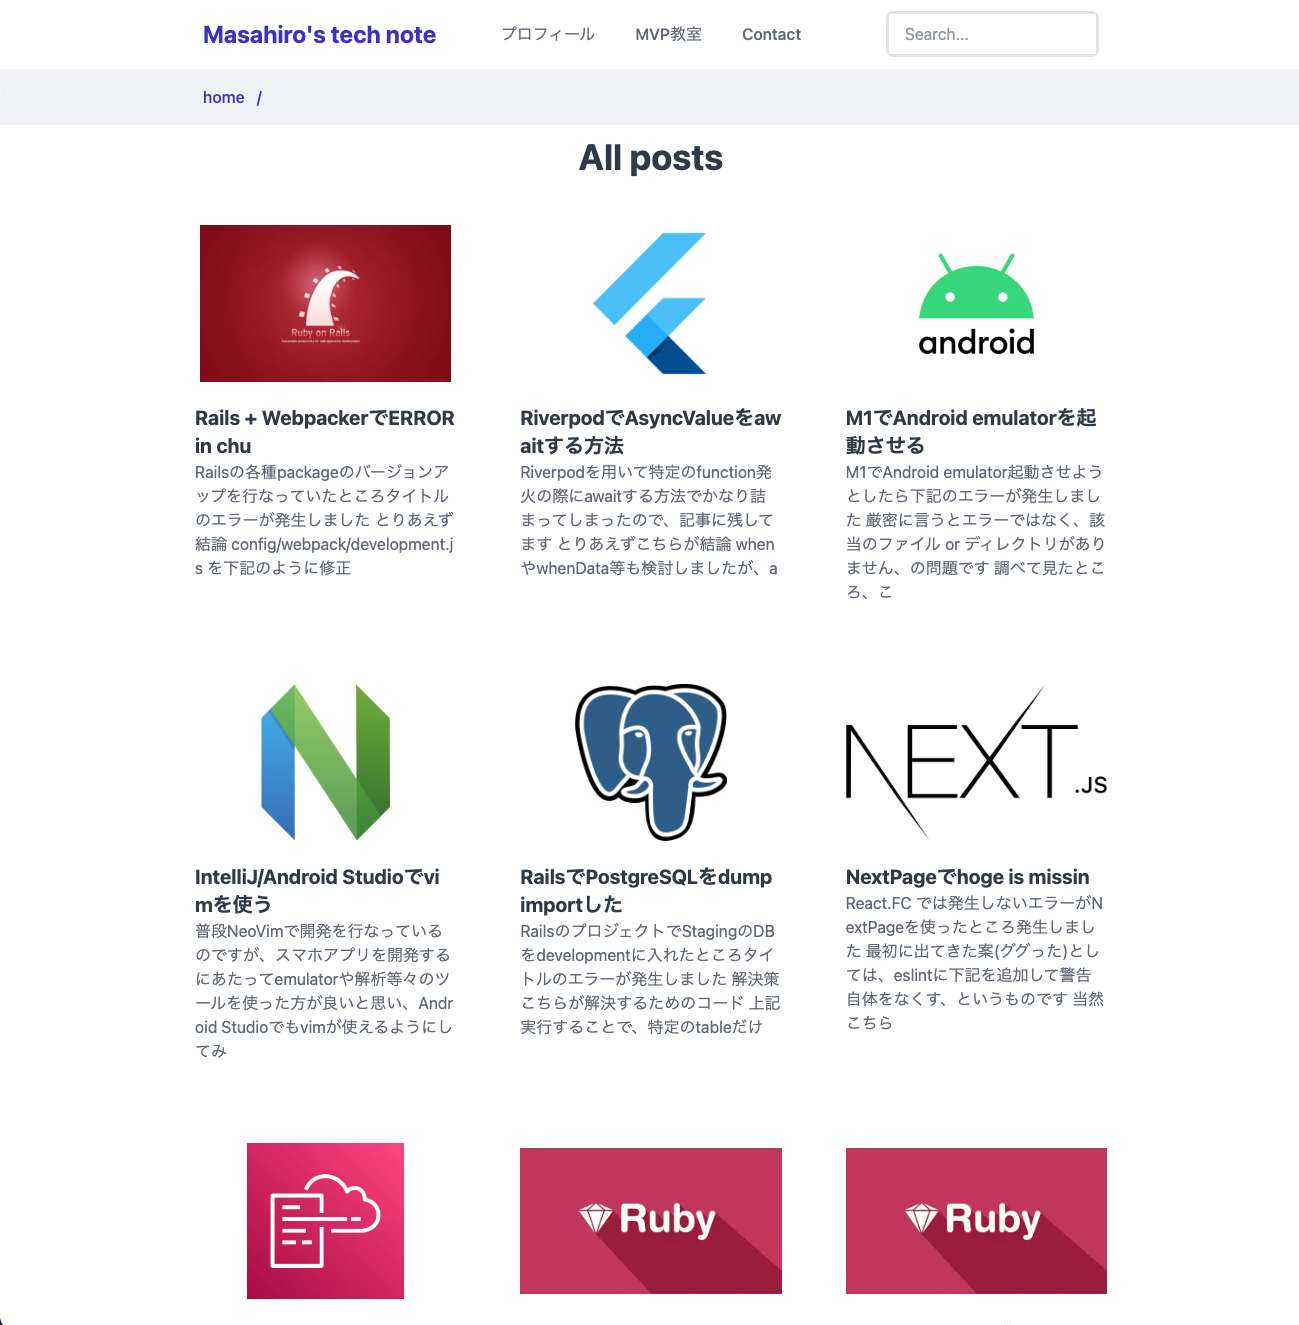 Masahiro's tech note
プロフィール
MVP教室
Contact
Search...
home /
All posts
Ruby on Rails
android
Rails + WebpackerでERROR
in chu
Railsの各種packageのバージョンア
ップを行なっていたところタイトル
のエラーが発生しました とりあえず
結論 config/webpack/development.j
s を下記のように修正
RiverpodでAsyncValueをaw
aitする方法
Riverpodを用いて特定のfunction発
火の際にawaitする方法でかなり詰
まってしまったので、記事に残して
ます とりあえずこちらが結論 when
やwhenData等も検討しましたが、a
M1でAndroid emulatorを起
動させる
M1でAndroid emulator起動させよう
としたら下記のエラーが発生しまし
た 厳密に言うとエラーではなく、該
当のファイル or ディレクトリがあり
ません、の問題です 調べて見たとこ
ろ、こ
NEXT.JS
IntelliJ/Android Studioでvi
mを使う
普段NeoVimで開発を行なっている
のですが、スマホアプリを開発する
にあたってemulatorや解析等々のツ
ールを使った方が良いと思い、Andr
oid Studioでもvimが使えるようにし
てみ
RailsでPostgreSQLをdump
importした
RailsのプロジェクトでStagingのDB
をdevelopmentに入れたところタイ
トルのエラーが発生しました 解決策
こちらが解決するためのコード 上記
実行することで、特定のtableだけ
NextPageでhoge is missin
React.FC では発生しないエラーがN
extPageを使ったところ発生しまし
た 最初に出てきた案(ググった)とし
ては、eslintに下記を追加して警告
自体をなくす、というものです 当然
こちら
Ruby
Ruby